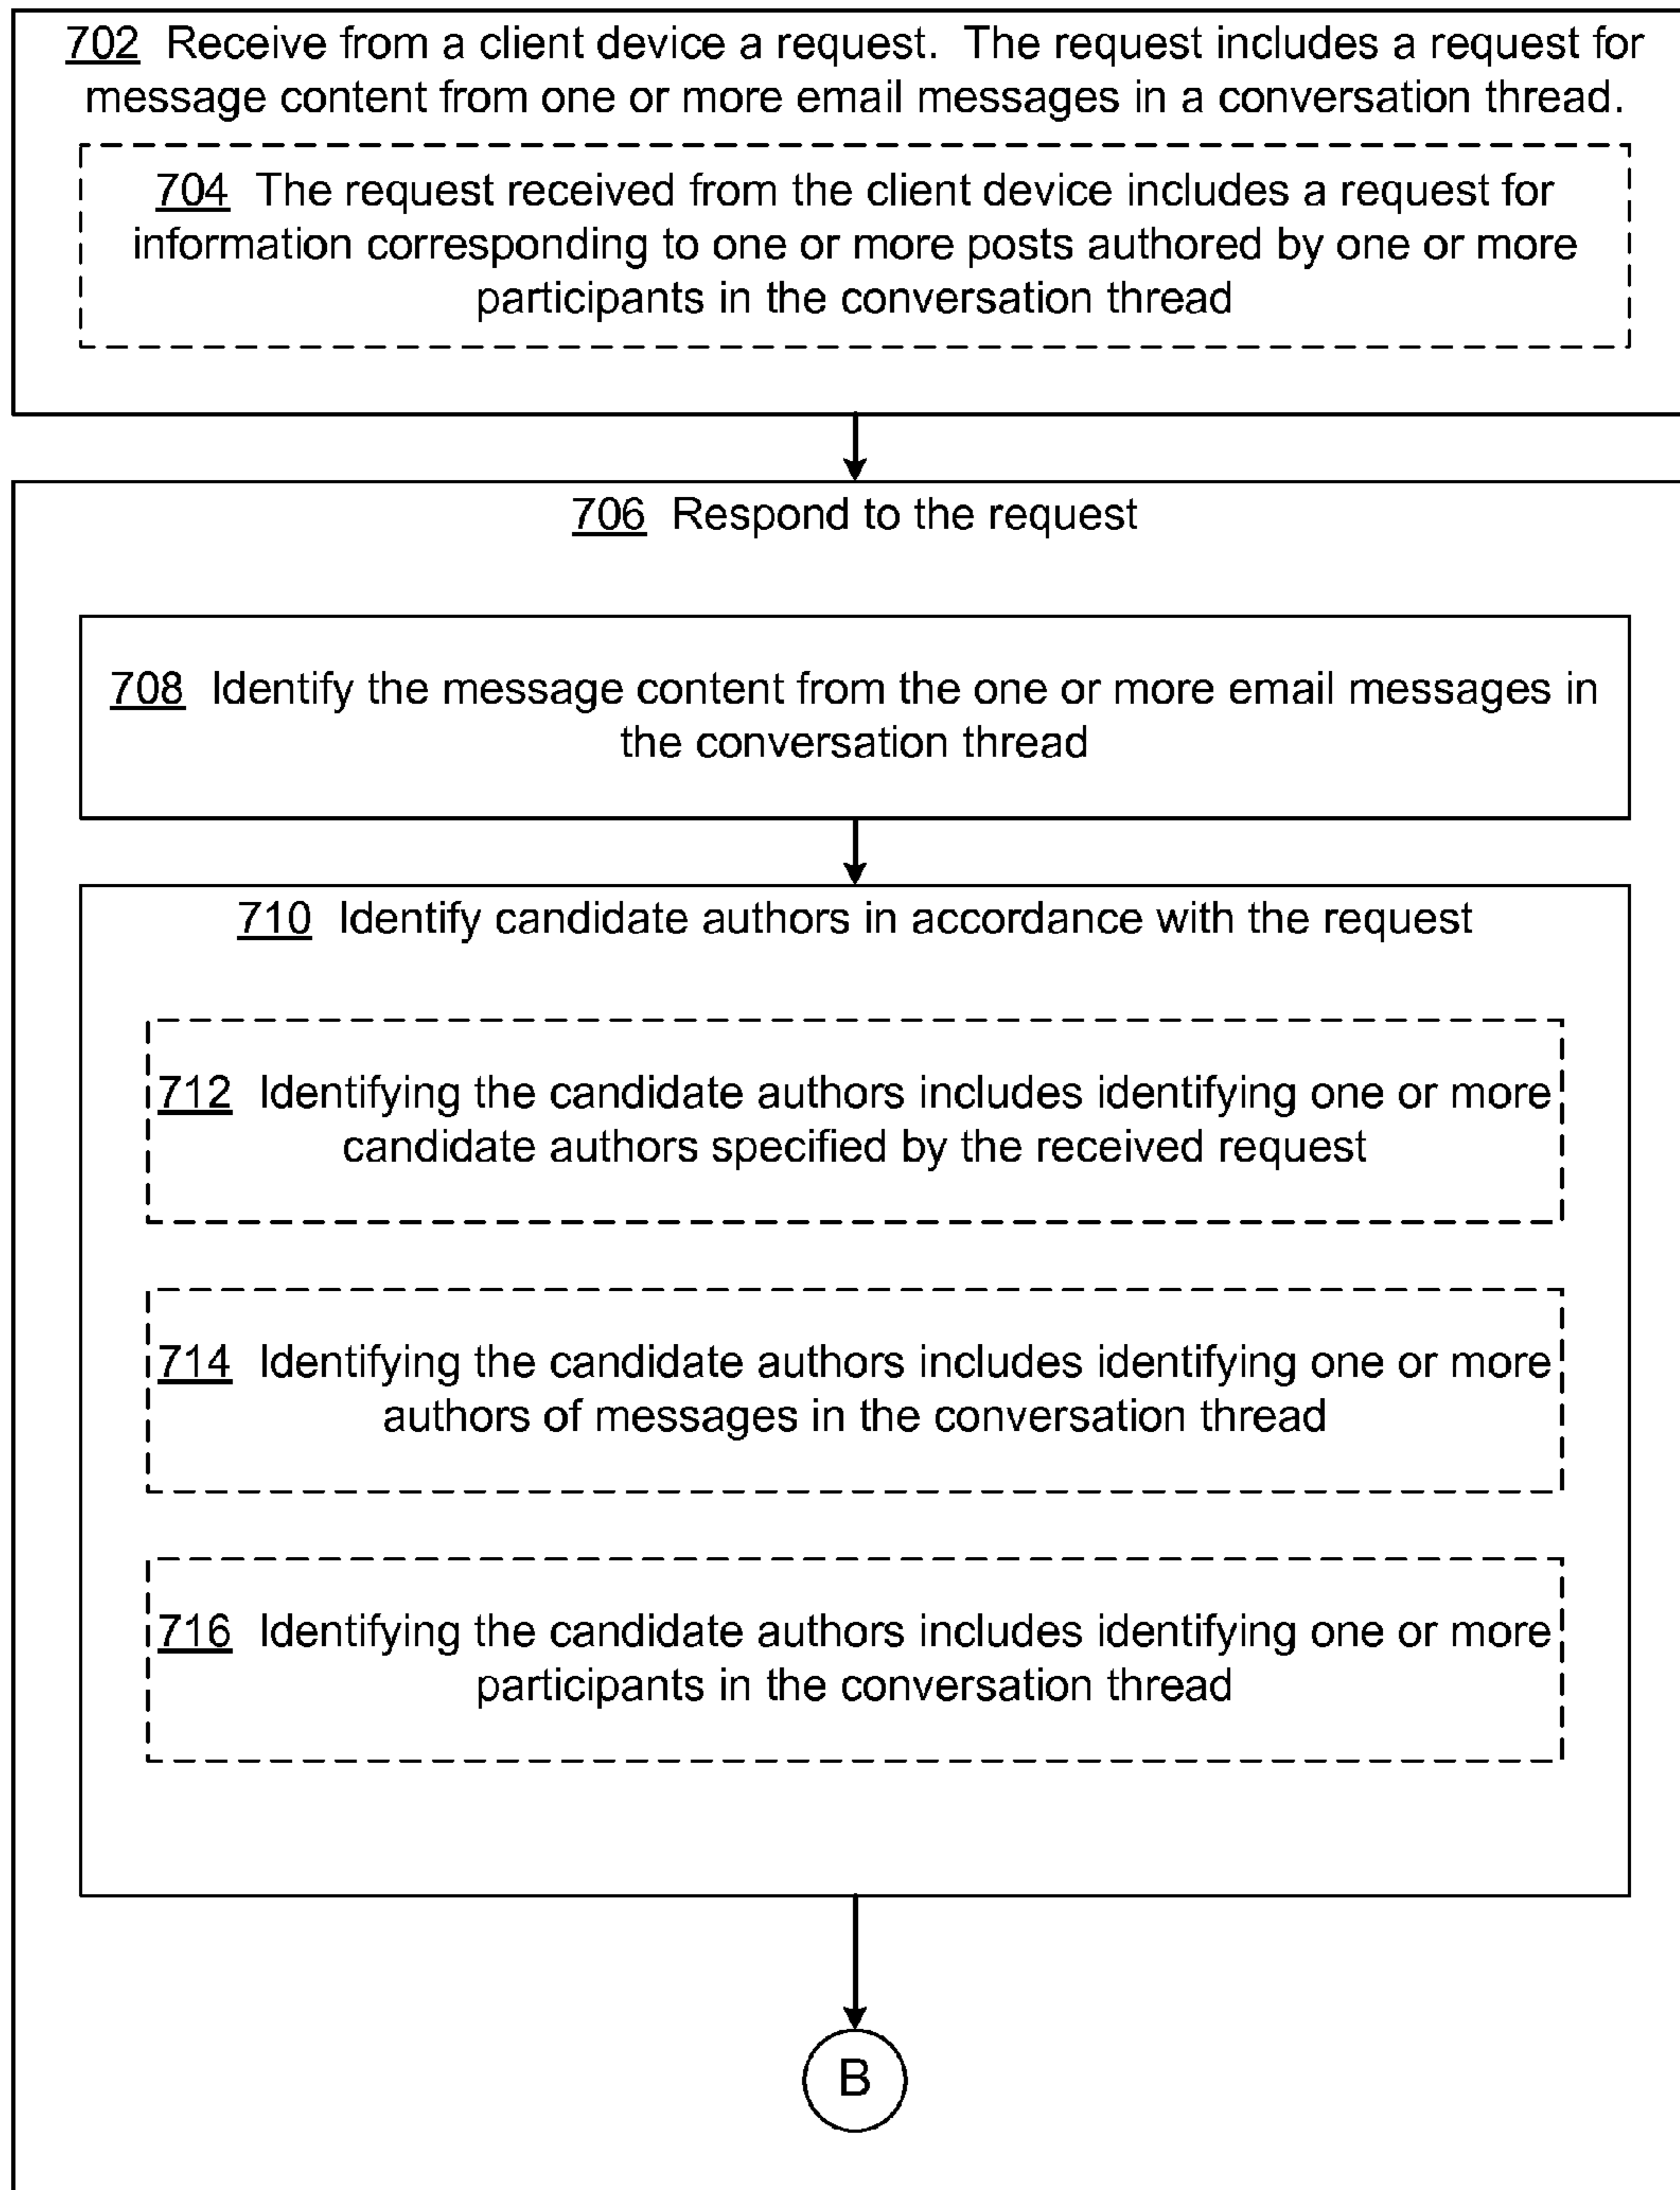 702 Receive from a client device a request. The request includes a request for
message content from one or more email messages in a conversation thread.
704 The request received from the client device includes a request for
information corresponding to one or more posts authored by one or more
participants in the conversation thread
706 Respond to the request
708 Identify the message content from the one or more email messages in
the conversation thread
710 Identify candidate authors in accordance with the request
712 Identifying the candidate authors includes identifying one or more
candidate authors specified by the received request
714 Identifying the candidate authors includes identifying one or more
authors of messages in the conversation thread
716 Identifying the candidate authors includes identifying one or more
participants in the conversation thread
B